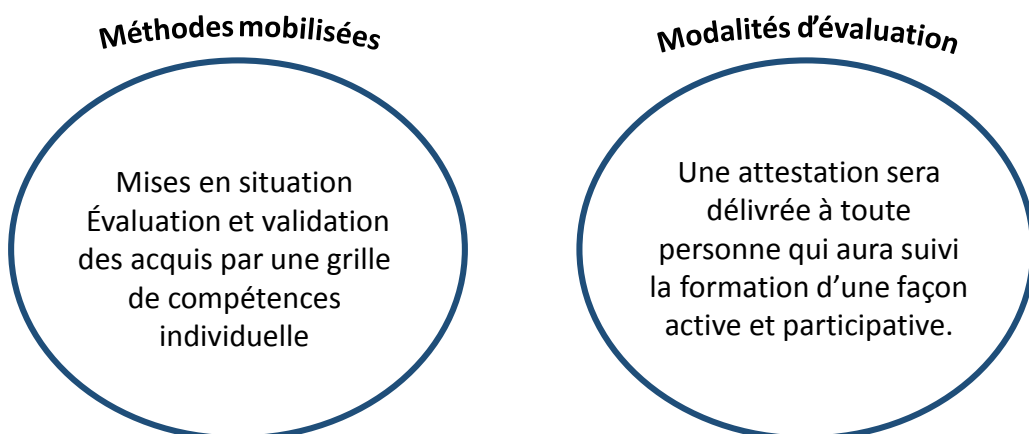 Méthodes mobilisées
Mises en situation
Évaluation et validation
des acquis par une grille
de compétences
individuelle
Modalités d'évaluation
Une attestation sera
délivrée à toute
personne qui aura suivi
la formation d'une façon
active et participative.